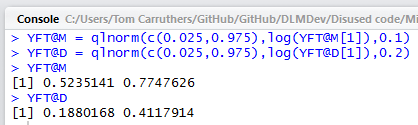 Console C:/Users/Tom Carruthers/GitHub/GitHub/DLMDev/Disused code/Mi
> YFT@M = qlnorm(c(0.025,0.975),log(YFT@M[1]),0.1)
> YFT@D = qlnorm(c(0.025,0.975),log(YFT@D[1]),0.2)
> YFT@M
[1] 0.5235141 0.7747626
> YFT@D
[1] 0.1880168 0.4117914